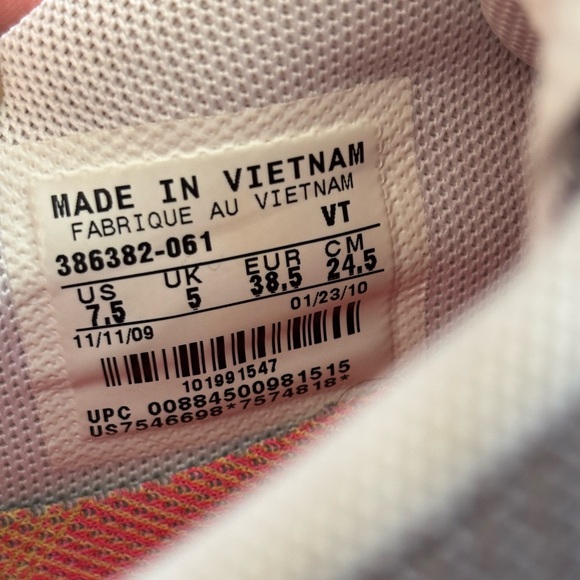 MADE IN VIETNAM
FABRIQUE AU VIETNAM
386382-061 VT
US UK EUR CM
7.5 5 38.5 24.5
11/11/09 01/23/10
101991547
UPC 00884500981515
US7546698*7574818*